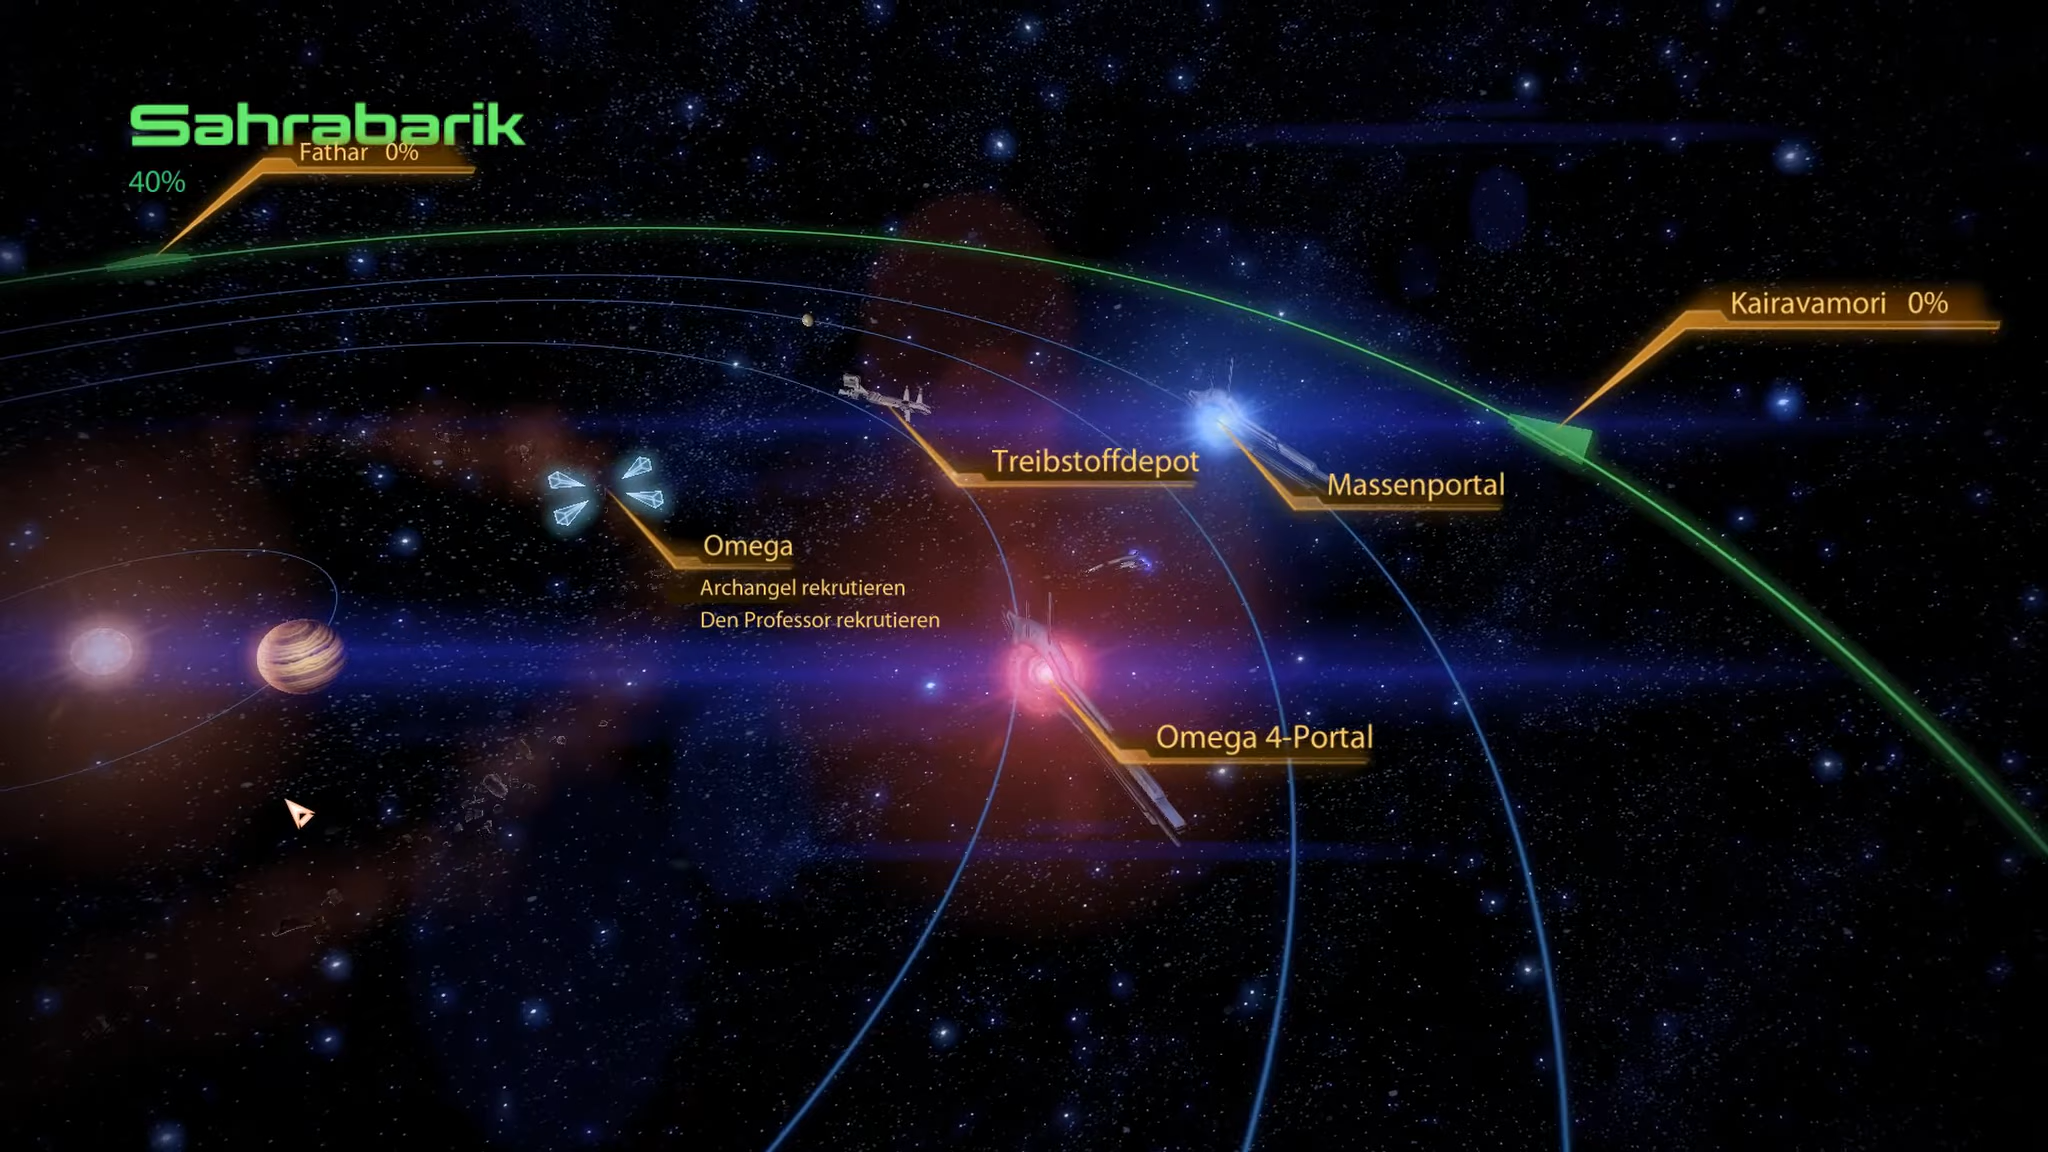 Sahrabarik
Fathar 0%
40%
Kairavamori 0%
Treibstoffdepot
Massenportal
Omega
Archangel rekrutieren
Den Professor rekrutieren
Omega 4-Portal